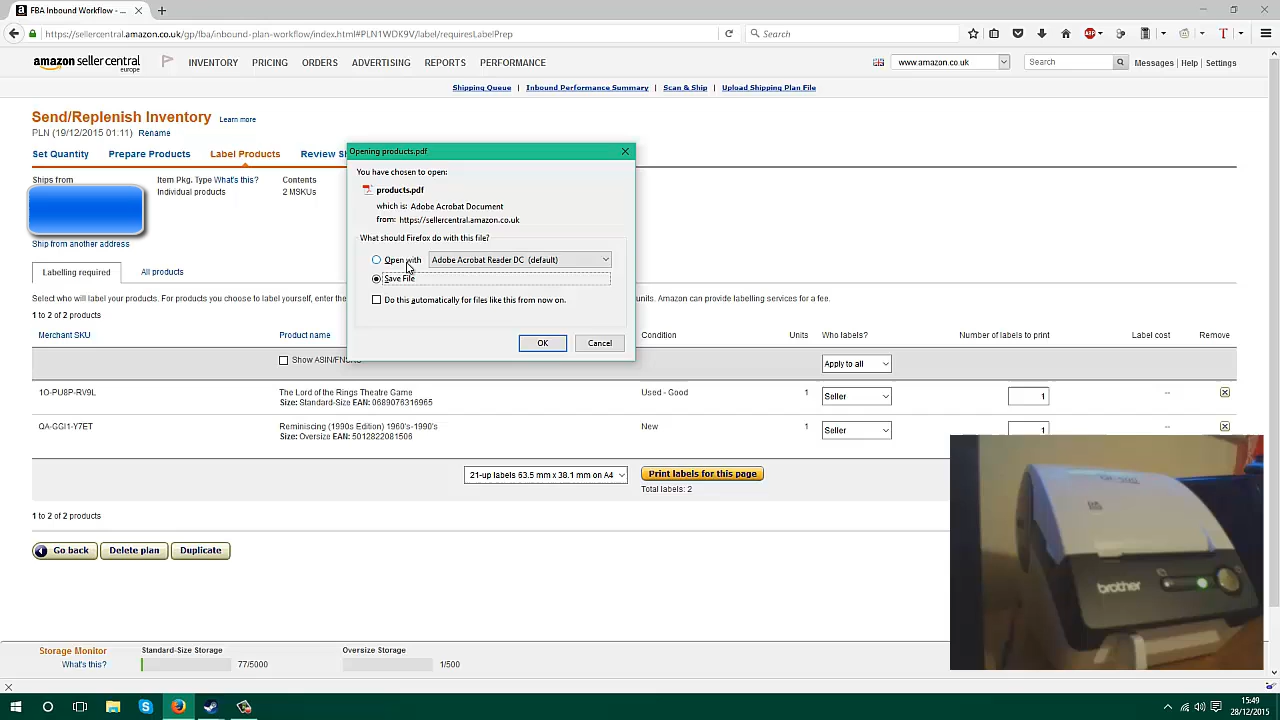 FBA Inbound Workflow - ...
https://sellercentral.amazon.co.uk/gp/fba/inbound-plan-workflow/index.html#PLN1WDK9V/label/requiresLabelPrep
Search
amazon seller central
europe
INVENTORY
PRICING
ORDERS
ADVERTISING
REPORTS
PERFORMANCE
www.amazon.co.uk
Search
Messages | Help | Settings
Shipping Queue | Inbound Performance Summary | Scan & Ship | Upload Shipping Plan File
Send/Replenish Inventory Learn more
PLN (19/12/2015 01.11) Rename
Set Quantity
Prepare Products
Label Products
Review Sh
Ships from
Item Pkg. Type What's this?
Individual products
Contents
2 MSKUs
Ship from another address
Opening products.pdf
You have chosen to open:
products.pdf
which is: Adobe Acrobat Document
from: https://sellercentral.amazon.co.uk
What should Firefox do with this file?
Open with
Adobe Acrobat Reader DC (default)
Save File
Do this automatically for files like this from now on.
OK
Cancel
Labelling required
All products
Select who will label your products. For products you choose to label yourself, enter the
units. Amazon can provide labelling services for a fee.
1 to 2 of 2 products
Merchant SKU
Product name
Condition
Units
Who labels?
Number of labels to print
Label cost
Remove
Show ASIN/FNSKU
Apply to all
1O-PU8P-RV9L
The Lord of the Rings Theatre Game
Size: Standard-Size EAN: 0689076316965
Used - Good
1
Seller
1
--
QA-GGI1-Y7ET
Reminiscing (1990s Edition) 1960's-1990's
Size: Oversize EAN: 5012822081506
New
1
Seller
1
--
21-up labels 63.5 mm x 38.1 mm on A4
Print labels for this page
Total labels: 2
1 to 2 of 2 products
Go back
Delete plan
Duplicate
brother
Storage Monitor
What's this?
Standard-Size Storage
77/5000
Oversize Storage
1/500
15:49
28/12/2015